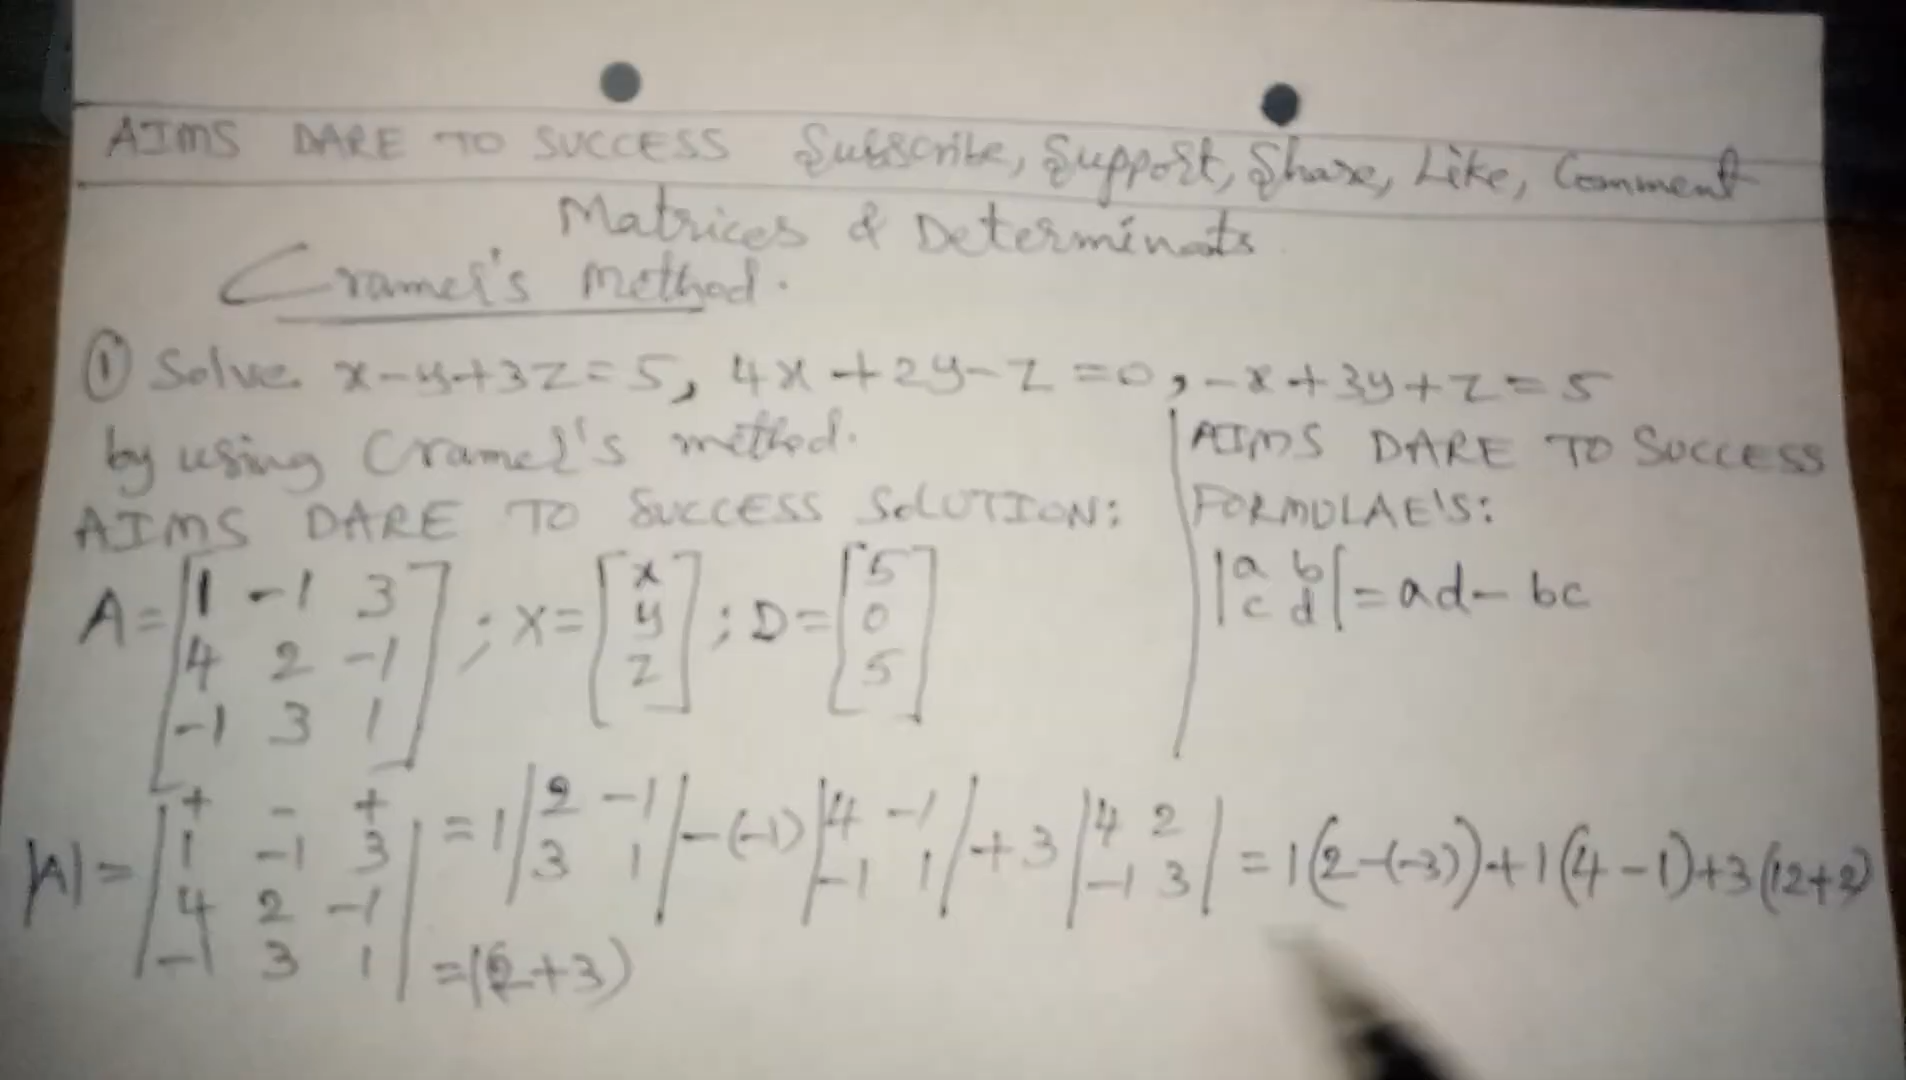 AIMS DARE TO SUCCESS Subscribe, Support, Share, Like, Comment
Matrices & Determinats
Cramer's Method.
① Solve x-y+3z=5, 4x+2y-z=0, -x+3y+z=5
by using Cramer's method.
AIMS DARE TO SUCCESS SOLUTION:
A=[1 -1 3; X=[x; D=[5
4 2 -1 y 0
-1 3 1] z] 5]
AIMS DARE TO SUCCESS
FORMULAE'S:
|a b
c d|=ad-bc
+ - +
|A|=|1 -1 3 =1|2 -1 -(-1)|4 -1 +3|4 2 =1(2-(-3))+1(4-1)+3(12+2)
4 2 -1 3 1| -1 1| -1 3|
-1 3 1| =1(2+3)